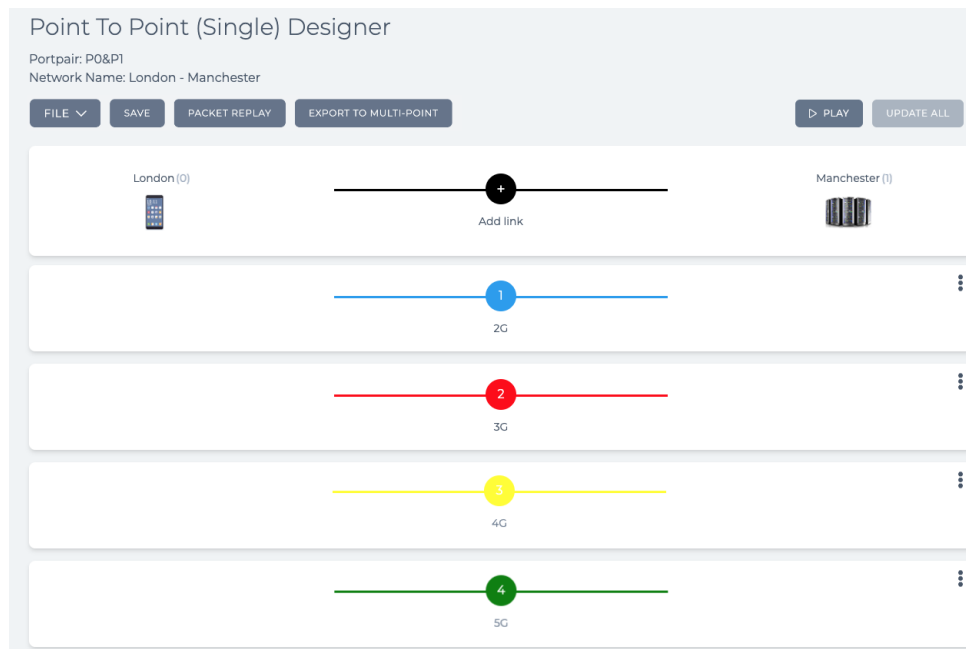 Point To Point (Single) Designer
Portpair: P0&P1
Network Name: London - Manchester
FILE SAVE PACKET REPLAY EXPORT TO MULTI-POINT PLAY UPDATE ALL
London (0) Manchester (1)
+
Add link
1
2G
2
3G
3
4G
4
5G